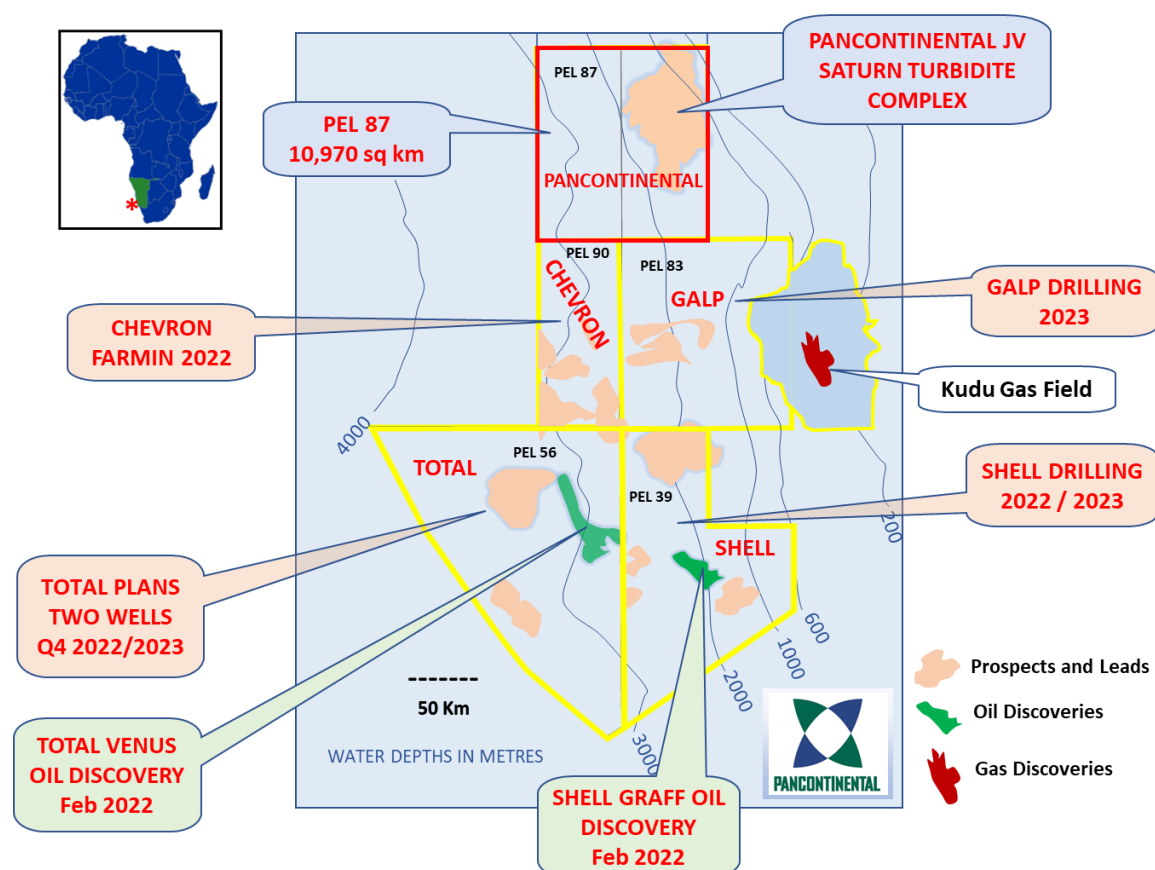 PANCONTINENTAL JV
SATURN TURBIDITE
COMPLEX
PEL 87
PEL 87
10,970 sq km
PANCONTINENTAL
*
PEL 90
PEL 83
CHEVRON
GALP
GALP DRILLING
2023
CHEVRON
FARMIN 2022
Kudu Gas Field
4000
PEL 56
TOTAL
SHELL DRILLING
2022 / 2023
PEL 39
200
SHELL
TOTAL PLANS
TWO WELLS
Q4 2022/2023
600
1000
2000
3000
50 Km
Prospects and Leads
Oil Discoveries
Gas Discoveries
TOTAL VENUS
OIL DISCOVERY
Feb 2022
WATER DEPTHS IN METRES
PANCONTINENTAL
SHELL GRAFF OIL
DISCOVERY
Feb 2022